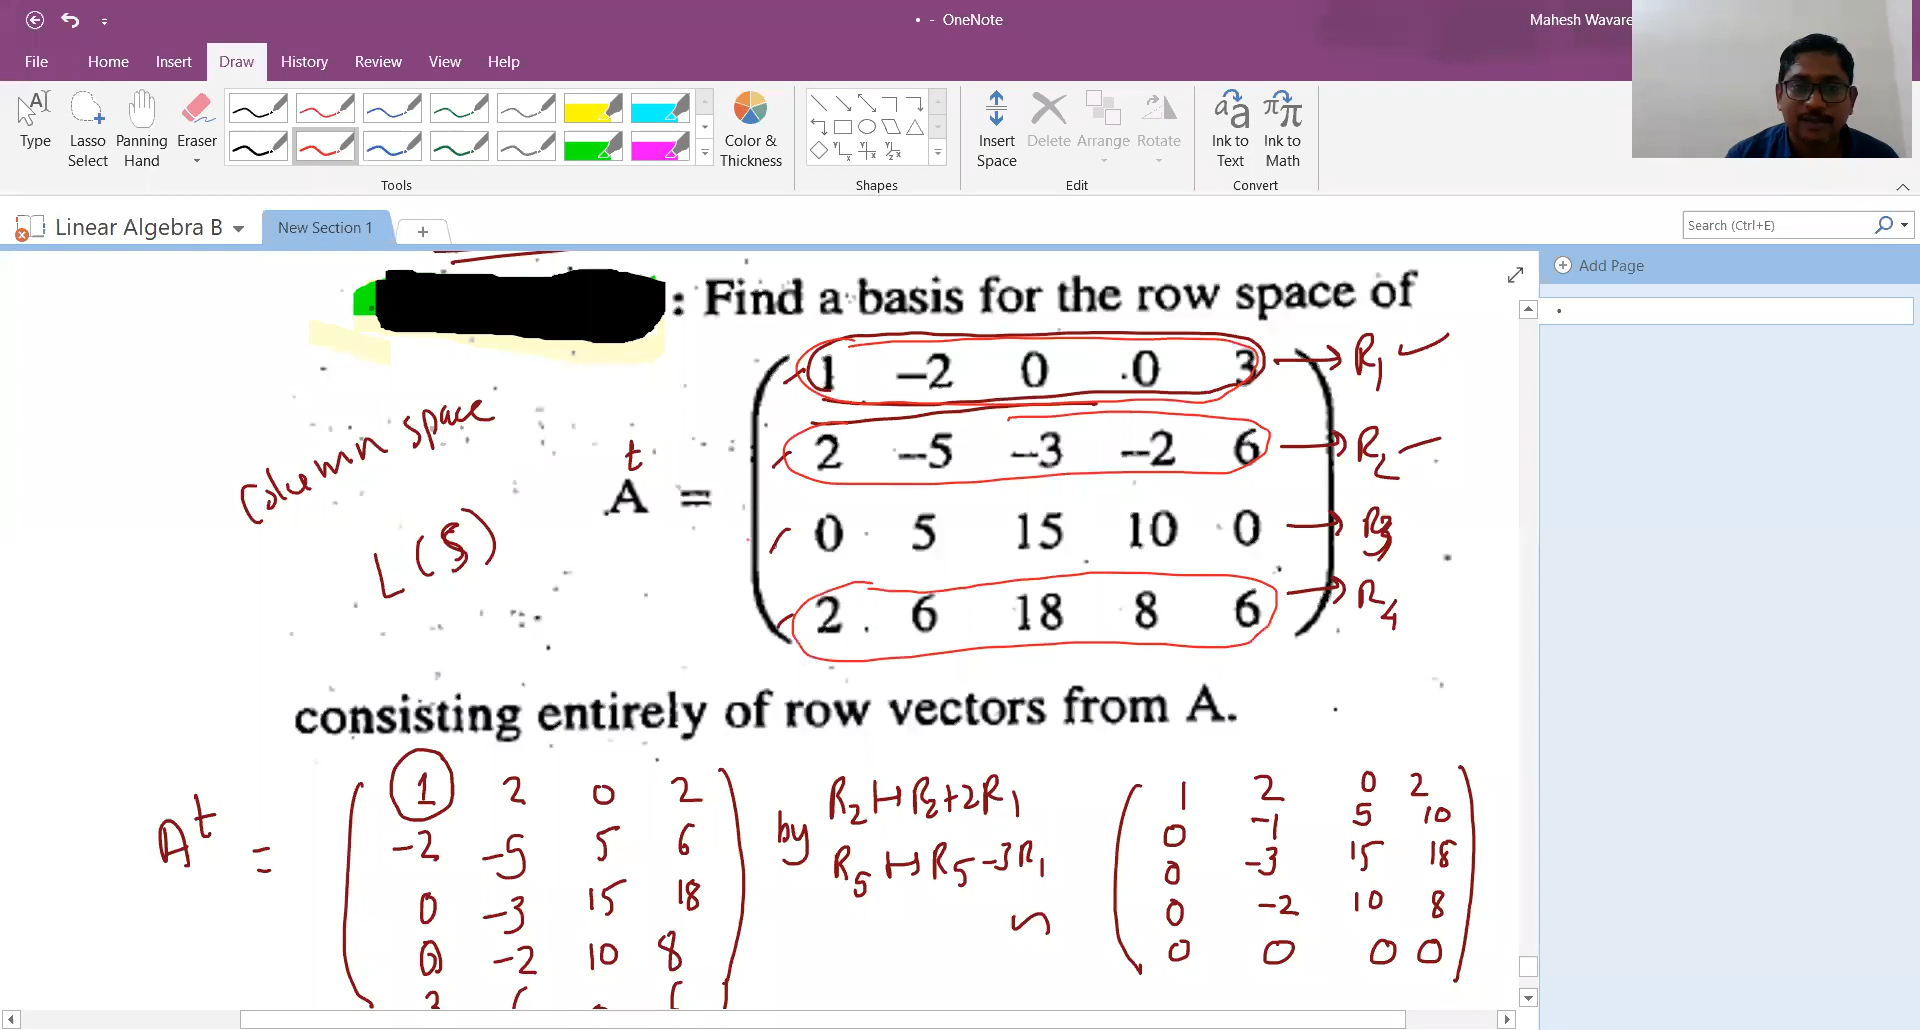 - OneNote
Mahesh Wavare
File Home Insert Draw History Review View Help
Type Lasso Select Panning Hand Eraser Color & Thickness Insert Space Delete Arrange Rotate Ink to Text Ink to Math
Tools Shapes Edit Convert
Linear Algebra B New Section 1 + Search (Ctrl+E)
Add Page
: Find a basis for the row space of
1 -2 0 0 3 → R1
2 -5 -3 -2 6 → R2
0 5 15 10 0 → R3
2 6 18 8 6 → R4
A^t =
Column space
L(S)
consisting entirely of row vectors from A.
A^t =
1 2 0 2
-2 -5 5 6
0 -3 15 18
0 -2 10 8
by R2 ↦ R2+2R1
R5 ↦ R5-3R1
~
1 2 0 2
0 -1 5 10
0 -3 15 18
0 -2 10 8
0 0 0 0